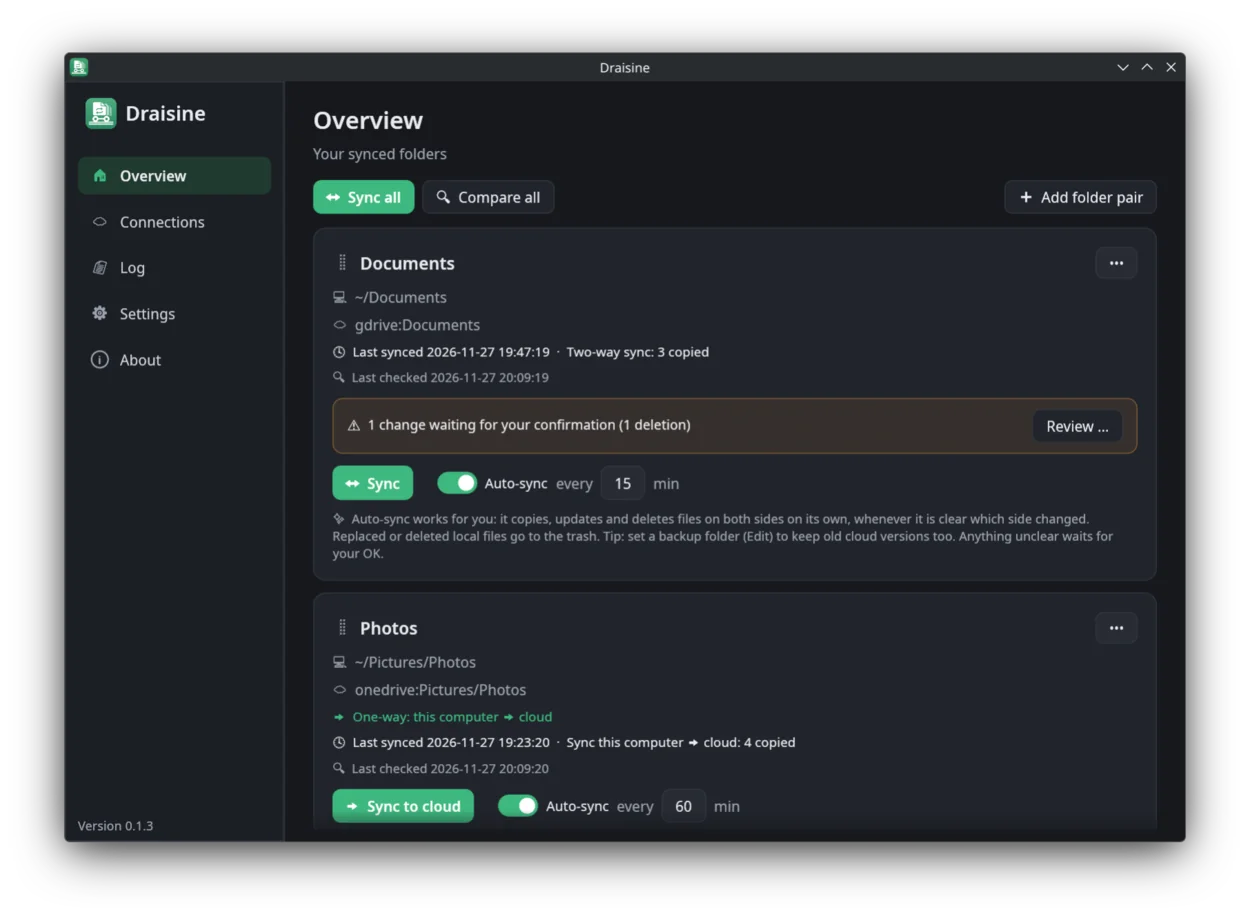 Draisine
Draisine
Overview
Connections
Log
Settings
About
Version 0.1.3
Overview
Your synced folders
Sync all
Compare all
+ Add folder pair
Documents
~/Documents
gdrive:Documents
Last synced 2026-11-27 19:47:19 · Two-way sync: 3 copied
Last checked 2026-11-27 20:09:19
1 change waiting for your confirmation (1 deletion)
Review ...
Sync
Auto-sync every 15 min
Auto-sync works for you: it copies, updates and deletes files on both sides on its own, whenever it is clear which side changed.
Replaced or deleted local files go to the trash. Tip: set a backup folder (Edit) to keep old cloud versions too. Anything unclear waits for
your OK.
Photos
~/Pictures/Photos
onedrive:Pictures/Photos
One-way: this computer → cloud
Last synced 2026-11-27 19:23:20 · Sync this computer → cloud: 4 copied
Last checked 2026-11-27 20:09:20
Sync to cloud
Auto-sync every 60 min